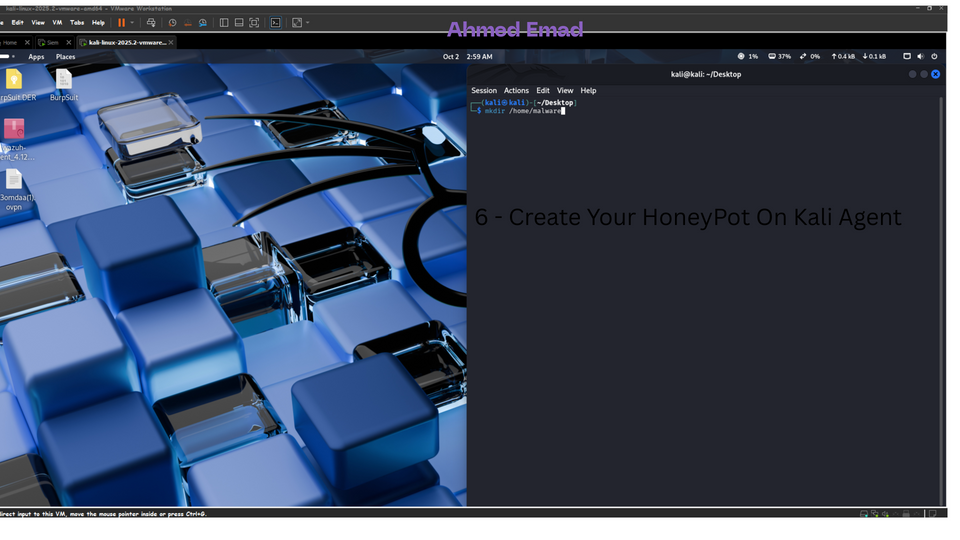 kali-linux-2025.2-vmware-amd64 - VMware Workstation
Edit View VM Tabs Help
Ahmed Emad
Home Sem kali-linux-2025.2-vmware...
Apps Places Oct 2 2:59 AM 1% 37% 0% 0.4 kB 0.1 kB
kali@kali: ~/Desktop
Session Actions Edit View Help
(kali㉿kali)-[~/Desktop]
$ mkdir /home/malware
rpSuit DER BurpSuit
ent_4.12...
3omdaa(1).
ovpn
6 - Create Your HoneyPot On Kali Agent
direct input to this VM, move the mouse pointer inside or press Ctrl+G.